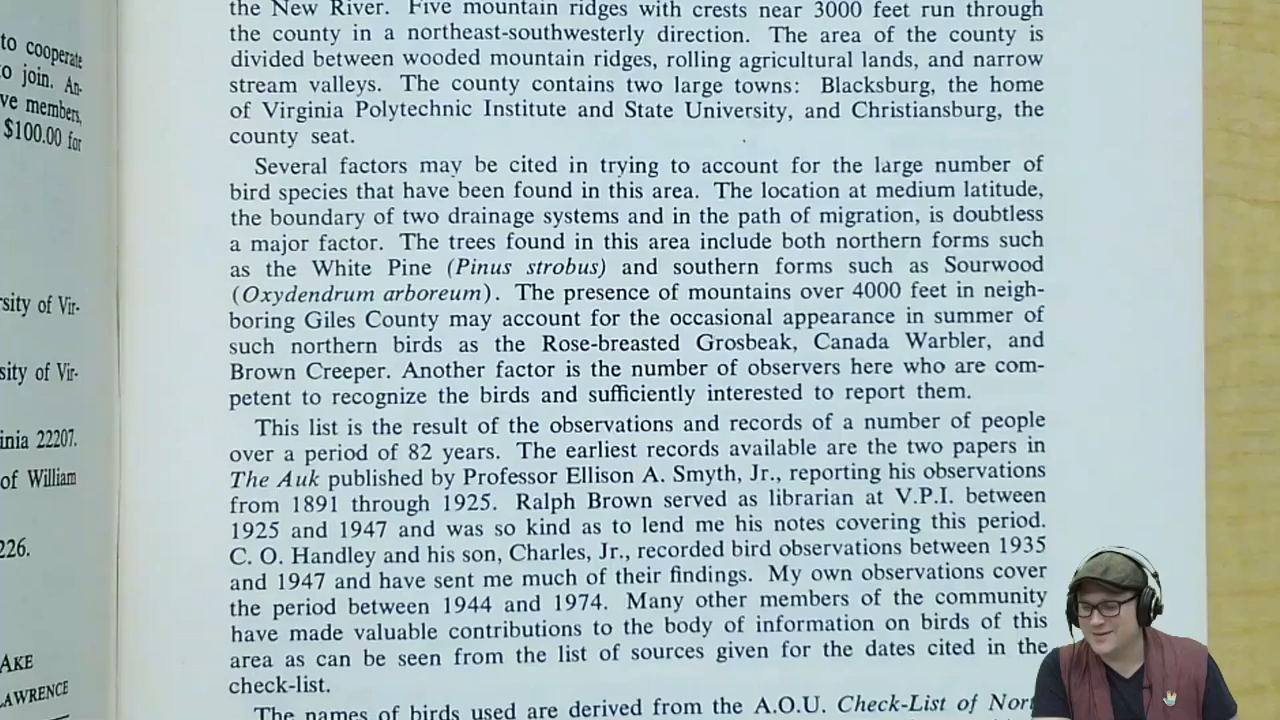 to cooperate
to join. An-
ve members,
$100.00 for
rsity of Vir-
sity of Vir-
inia 22207.
of William
226.
AKE
LAWRENCE
the New River. Five mountain ridges with crests near 3000 feet run through
the county in a northeast-southwesterly direction. The area of the county is
divided between wooded mountain ridges, rolling agricultural lands, and narrow
stream valleys. The county contains two large towns: Blacksburg, the home
of Virginia Polytechnic Institute and State University, and Christiansburg, the
county seat.
Several factors may be cited in trying to account for the large number of
bird species that have been found in this area. The location at medium latitude,
the boundary of two drainage systems and in the path of migration, is doubtless
a major factor. The trees found in this area include both northern forms such
as the White Pine (Pinus strobus) and southern forms such as Sourwood
(Oxydendrum arboreum). The presence of mountains over 4000 feet in neigh-
boring Giles County may account for the occasional appearance in summer of
such northern birds as the Rose-breasted Grosbeak, Canada Warbler, and
Brown Creeper. Another factor is the number of observers here who are com-
petent to recognize the birds and sufficiently interested to report them.
This list is the result of the observations and records of a number of people
over a period of 82 years. The earliest records available are the two papers in
The Auk published by Professor Ellison A. Smyth, Jr., reporting his observations
from 1891 through 1925. Ralph Brown served as librarian at V.P.I. between
1925 and 1947 and was so kind as to lend me his notes covering this period.
C. O. Handley and his son, Charles, Jr., recorded bird observations between 1935
and 1947 and have sent me much of their findings. My own observations cover
the period between 1944 and 1974. Many other members of the community
have made valuable contributions to the body of information on birds of this
area as can be seen from the list of sources given for the dates cited in the
check-list.
The names of birds used are derived from the A.O.U. Check-List of Nor